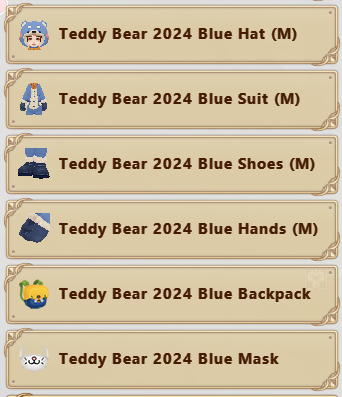 Teddy Bear 2024 Blue Hat (M)
Teddy Bear 2024 Blue Suit (M)
Teddy Bear 2024 Blue Shoes (M)
Teddy Bear 2024 Blue Hands (M)
Teddy Bear 2024 Blue Backpack
Teddy Bear 2024 Blue Mask